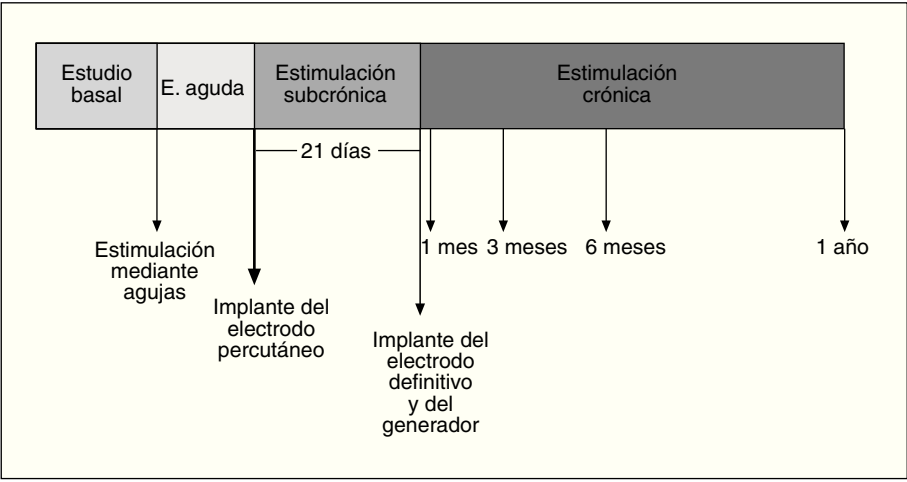 Estudio
basal
E. aguda
Estimulación
subcrónica
Estimulación
crónica
21 días
1 mes
3 meses
6 meses
1 año
Estimulación
mediante
agujas
Implante del
electrodo
percutáneo
Implante del
electrodo
definitivo
y del
generador